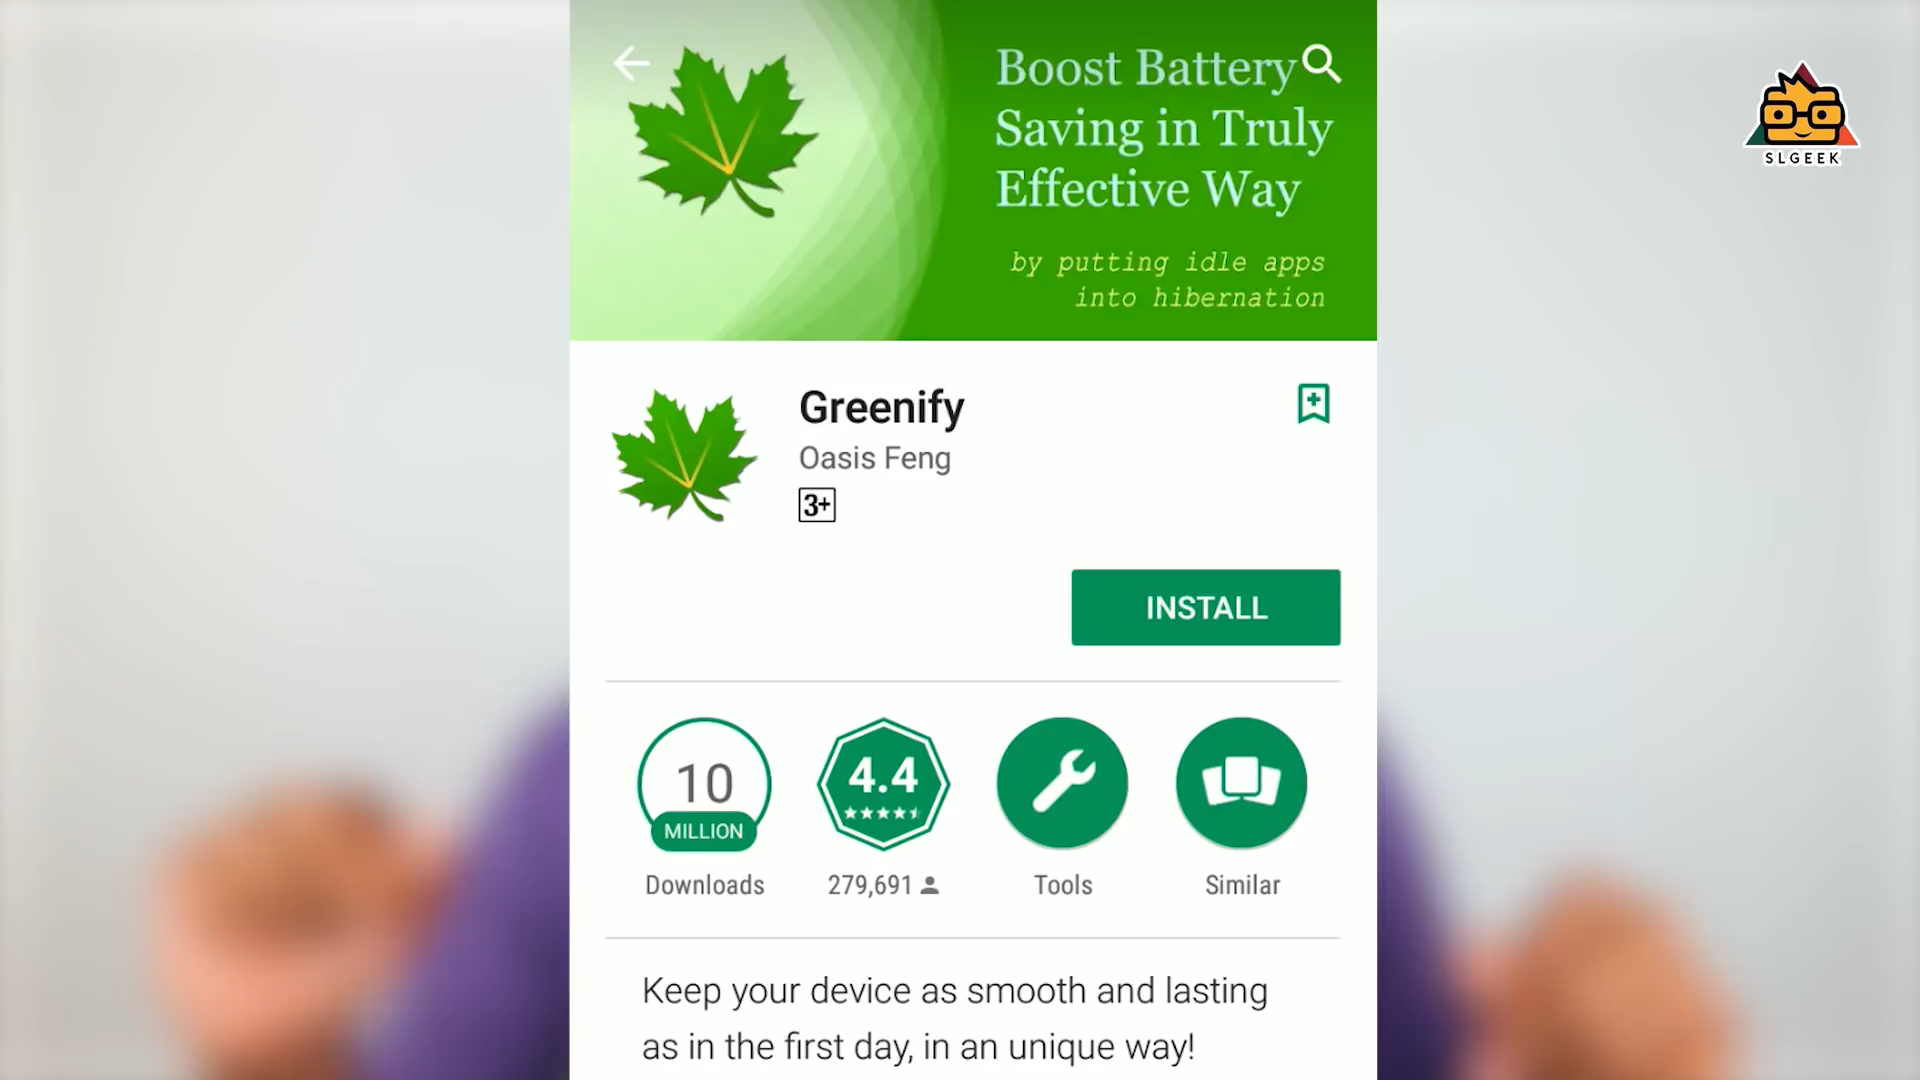 Boost Battery
Saving in Truly
Effective Way
by putting idle apps
into hibernation
SLGEEK
Greenify
Oasis Feng
3+
INSTALL
10
MILLION
Downloads
4.4
279,691
Tools
Similar
Keep your device as smooth and lasting
as in the first day, in an unique way!